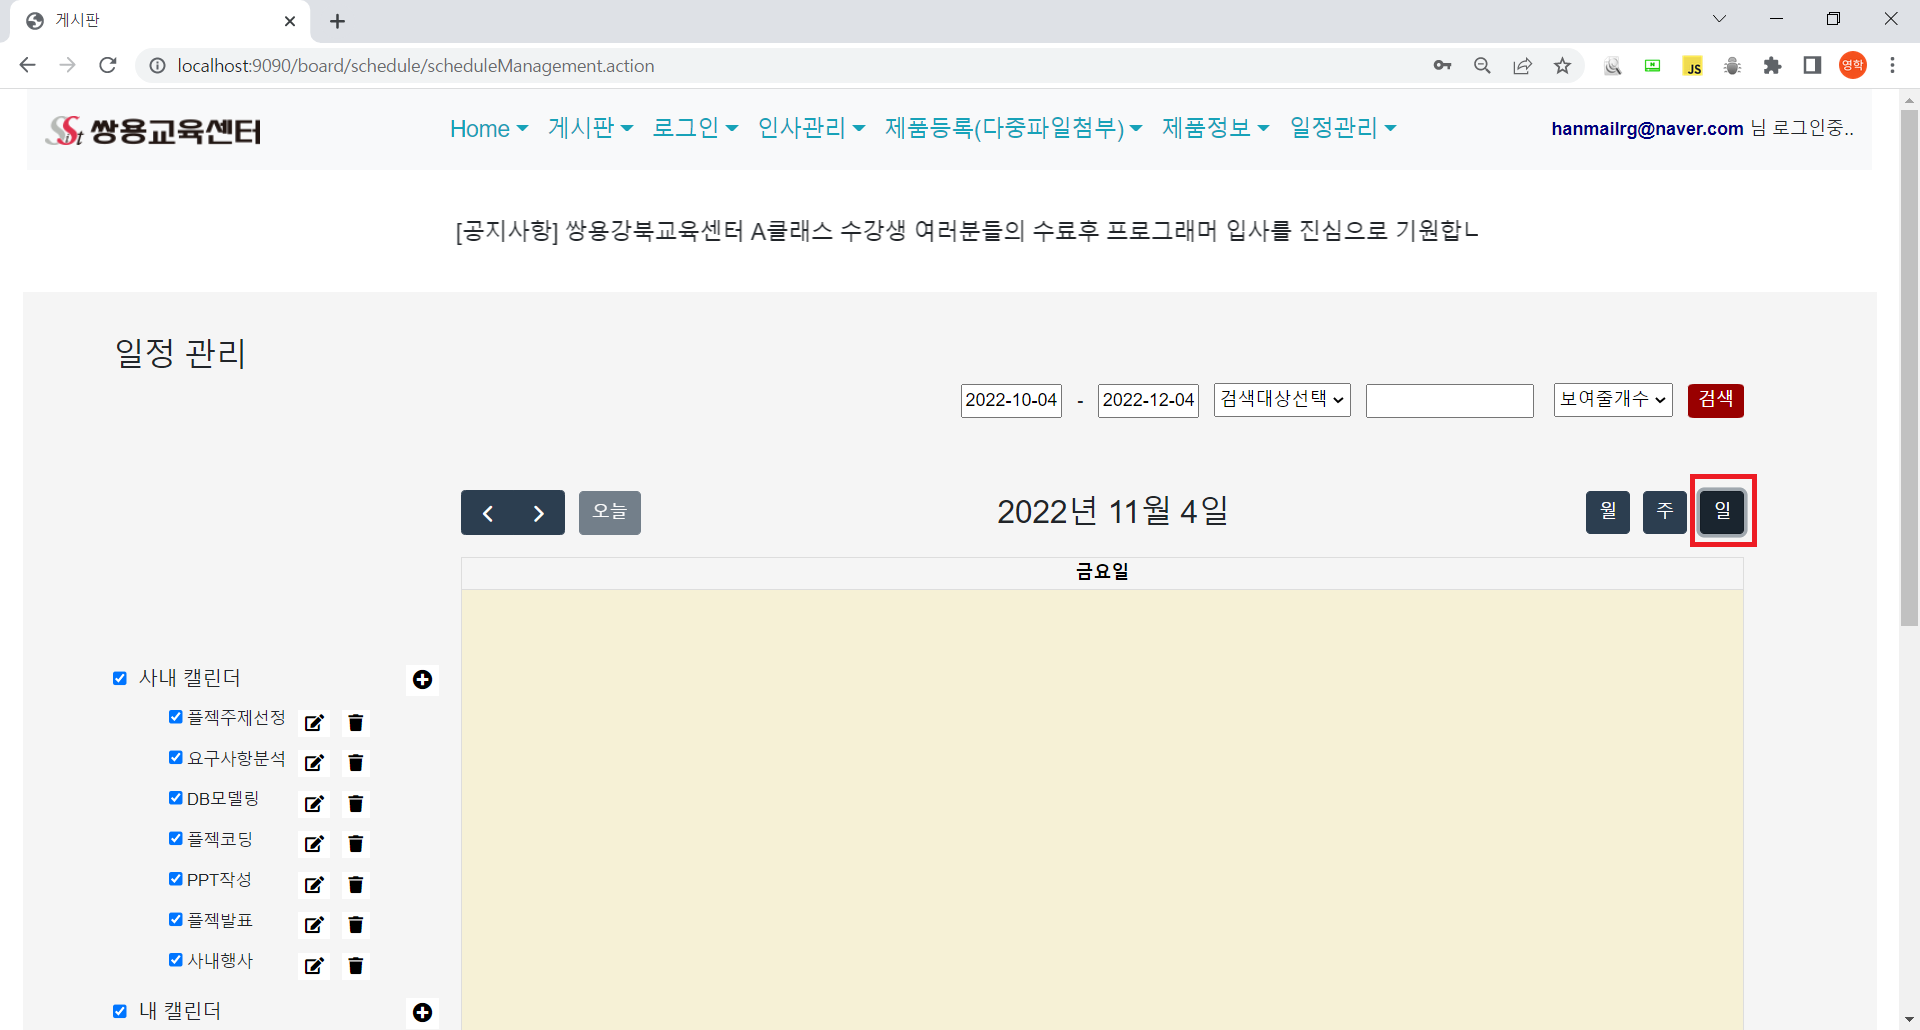 게시판
localhost:9090/board/schedule/scheduleManagement.action
JS
영학
Sist 쌍용교육센터
Home 게시판 로그인 인사관리 제품등록(다중파일첨부) 제품정보 일정관리
hanmailrg@naver.com 님 로그인중..
[공지사항] 쌍용강북교육센터 A클래스 수강생 여러분들의 수료후 프로그래머 입사를 진심으로 기원합ㄴ
일정 관리
2022-10-04 - 2022-12-04 검색대상선택 보여줄개수 검색
오늘 2022년 11월 4일 월 주 일
금요일
사내 캘린더
플젝주제선정
요구사항분석
DB모델링
플젝코딩
PPT작성
플젝발표
사내행사
내 캘린더